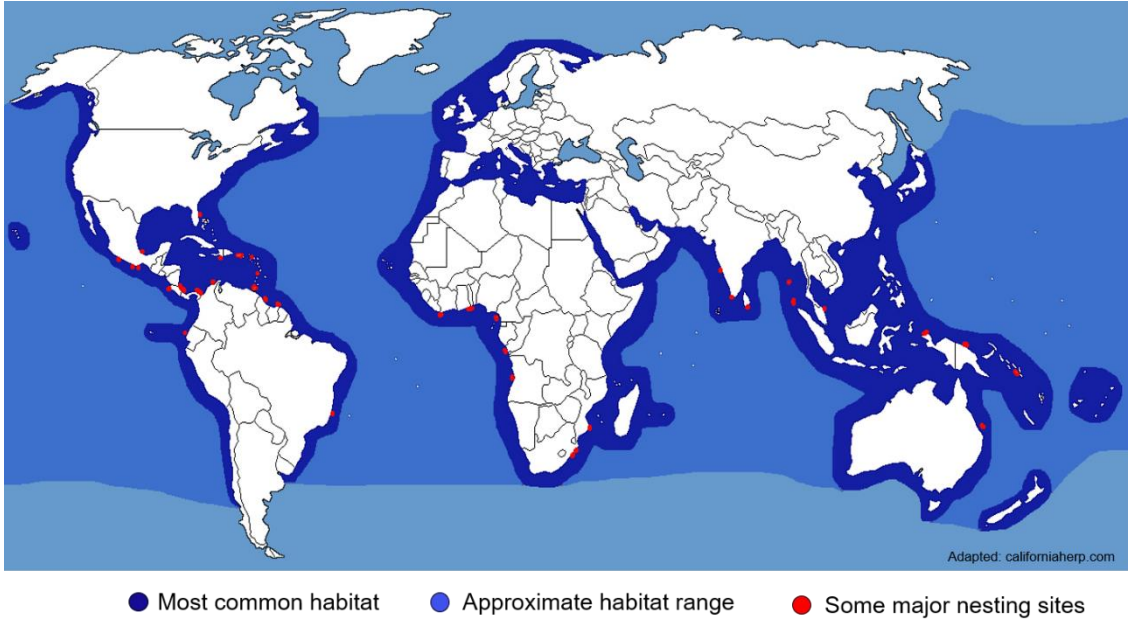 Adapted: californiaherp.com
Most common habitat
Approximate habitat range
Some major nesting sites